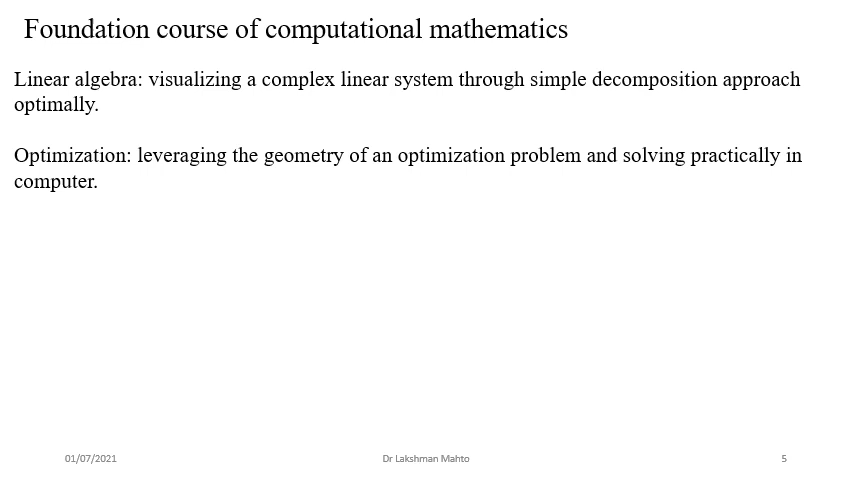 Foundation course of computational mathematics
Linear algebra: visualizing a complex linear system through simple decomposition approach
optimally.
Optimization: leveraging the geometry of an optimization problem and solving practically in
computer.
01/07/2021
Dr Lakshman Mahto
5